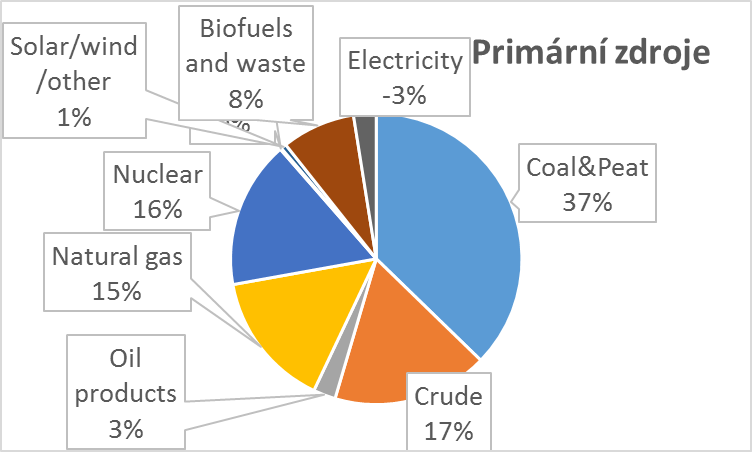 Primární zdroje
Solar/wind
/other
1%
Biofuels
and waste
8%
Electricity
-3%
Coal&Peat
37%
Nuclear
16%
Natural gas
15%
Oil
products
3%
Crude
17%